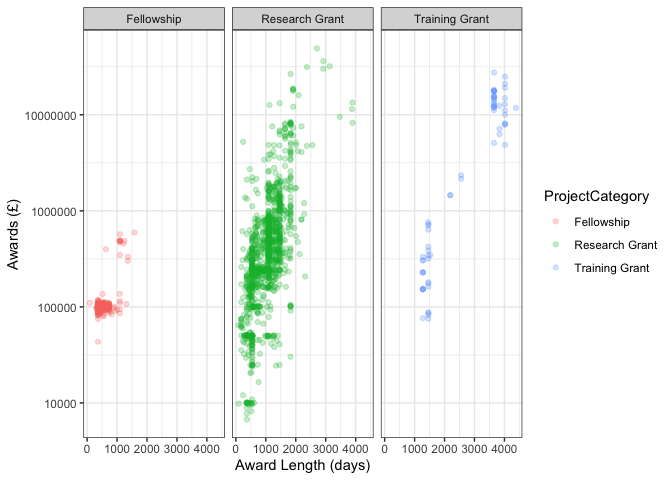 Fellowship
Research Grant
Training Grant
Awards (£)
10000000
1000000
100000
10000
0 1000 2000 3000 4000
0 1000 2000 3000 4000
0 1000 2000 3000 4000
Award Length (days)
ProjectCategory
Fellowship
Research Grant
Training Grant